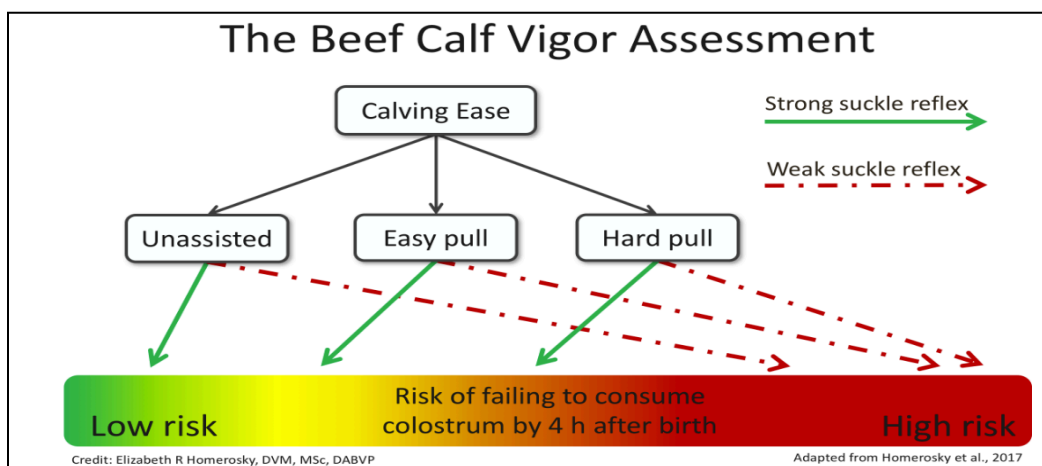 The Beef Calf Vigor Assessment
Calving Ease
Strong suckle reflex
Weak suckle reflex
Unassisted
Easy pull
Hard pull
Risk of failing to consume
colostrum by 4 h after birth
Low risk
High risk
Credit: Elizabeth R Homerosky, DVM, MSc, DABVP
Adapted from Homerosky et al., 2017